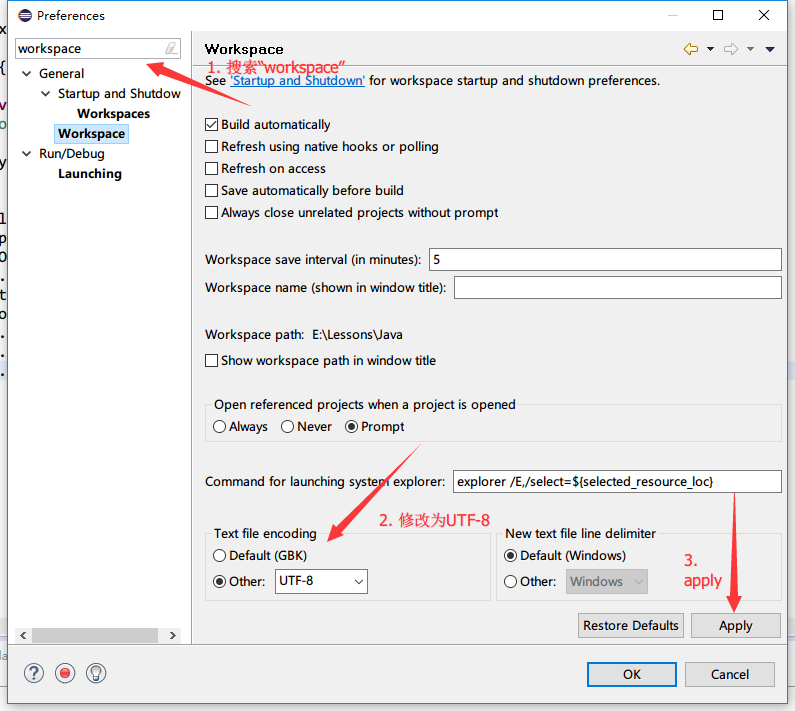 Preferences
workspace
General
Startup and Shutdow
Workspaces
Workspace
Run/Debug
Launching
Workspace
1. 搜索“workspace”
See 'Startup and Shutdown' for workspace startup and shutdown preferences.
Build automatically
Refresh using native hooks or polling
Refresh on access
Save automatically before build
Always close unrelated projects without prompt
Workspace save interval (in minutes): 5
Workspace name (shown in window title):
Workspace path: E:\Lessons\Java
Show workspace path in window title
Open referenced projects when a project is opened
Always Never Prompt
Command for launching system explorer: explorer /E,/select=${selected_resource_loc}
2. 修改为UTF-8
Text file encoding
Default (GBK)
Other: UTF-8
New text file line delimiter
Default (Windows)
Other: Windows
3.
apply
Restore Defaults Apply
OK Cancel